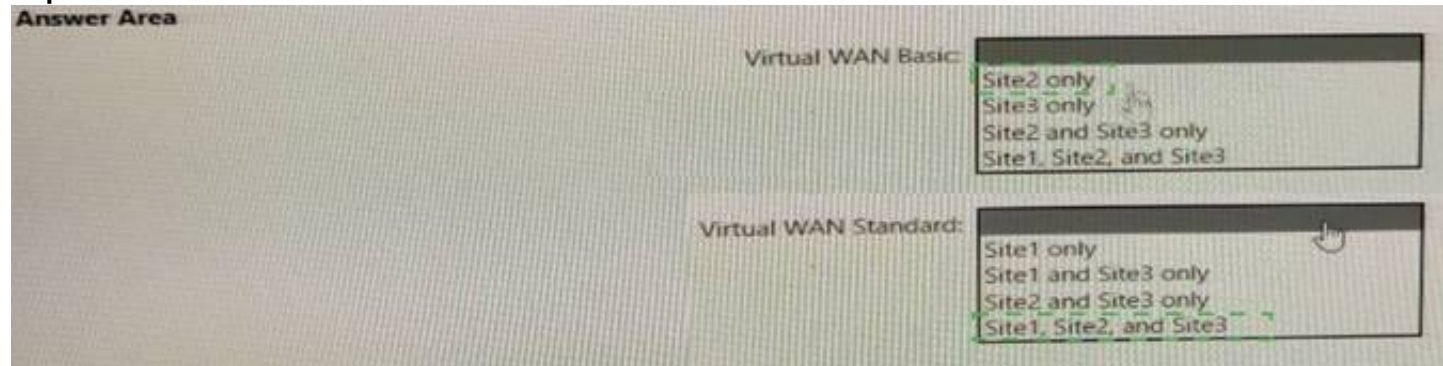 Answer Area
Virtual WAN Basic:
Site2 only
Site3 only
Site2 and Site3 only
Site1, Site2, and Site3
Virtual WAN Standard:
Site1 only
Site1 and Site3 only
Site2 and Site3 only
Site1, Site2, and Site3